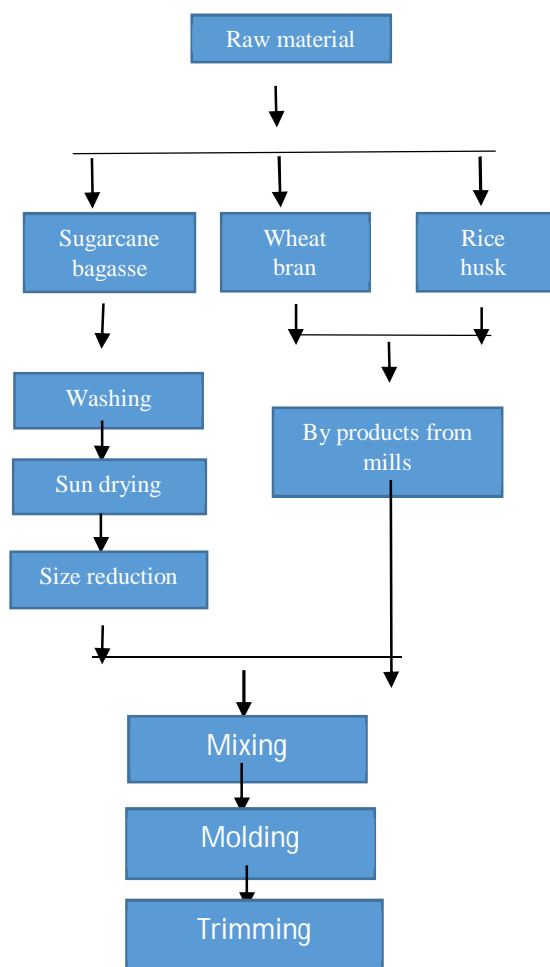 Raw material
Sugarcane
bagasse
Wheat
bran
Rice
husk
Washing
Sun drying
Size reduction
By products from
mills
Mixing
Molding
Trimming